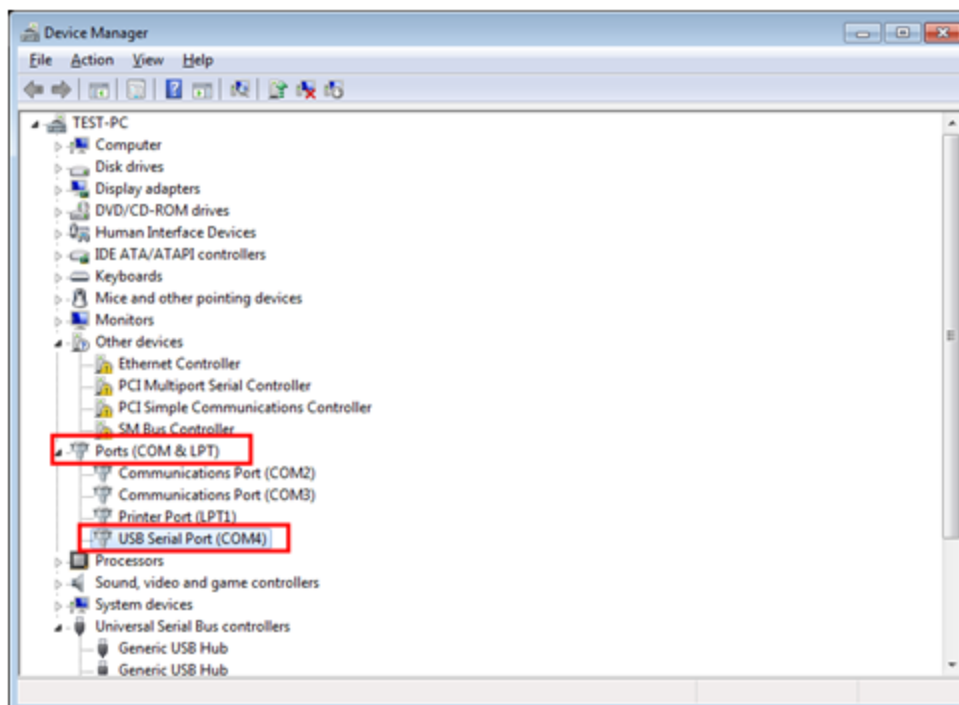 Device Manager
File Action View Help
TEST-PC
Computer
Disk drives
Display adapters
DVD/CD-ROM drives
Human Interface Devices
IDE ATA/ATAPI controllers
Keyboards
Mice and other pointing devices
Monitors
Other devices
Ethernet Controller
PCI Multiport Serial Controller
PCI Simple Communications Controller
SM Bus Controller
Ports (COM & LPT)
Communications Port (COM2)
Communications Port (COM3)
Printer Port (LPT1)
USB Serial Port (COM4)
Processors
Sound, video and game controllers
System devices
Universal Serial Bus controllers
Generic USB Hub
Generic USB Hub